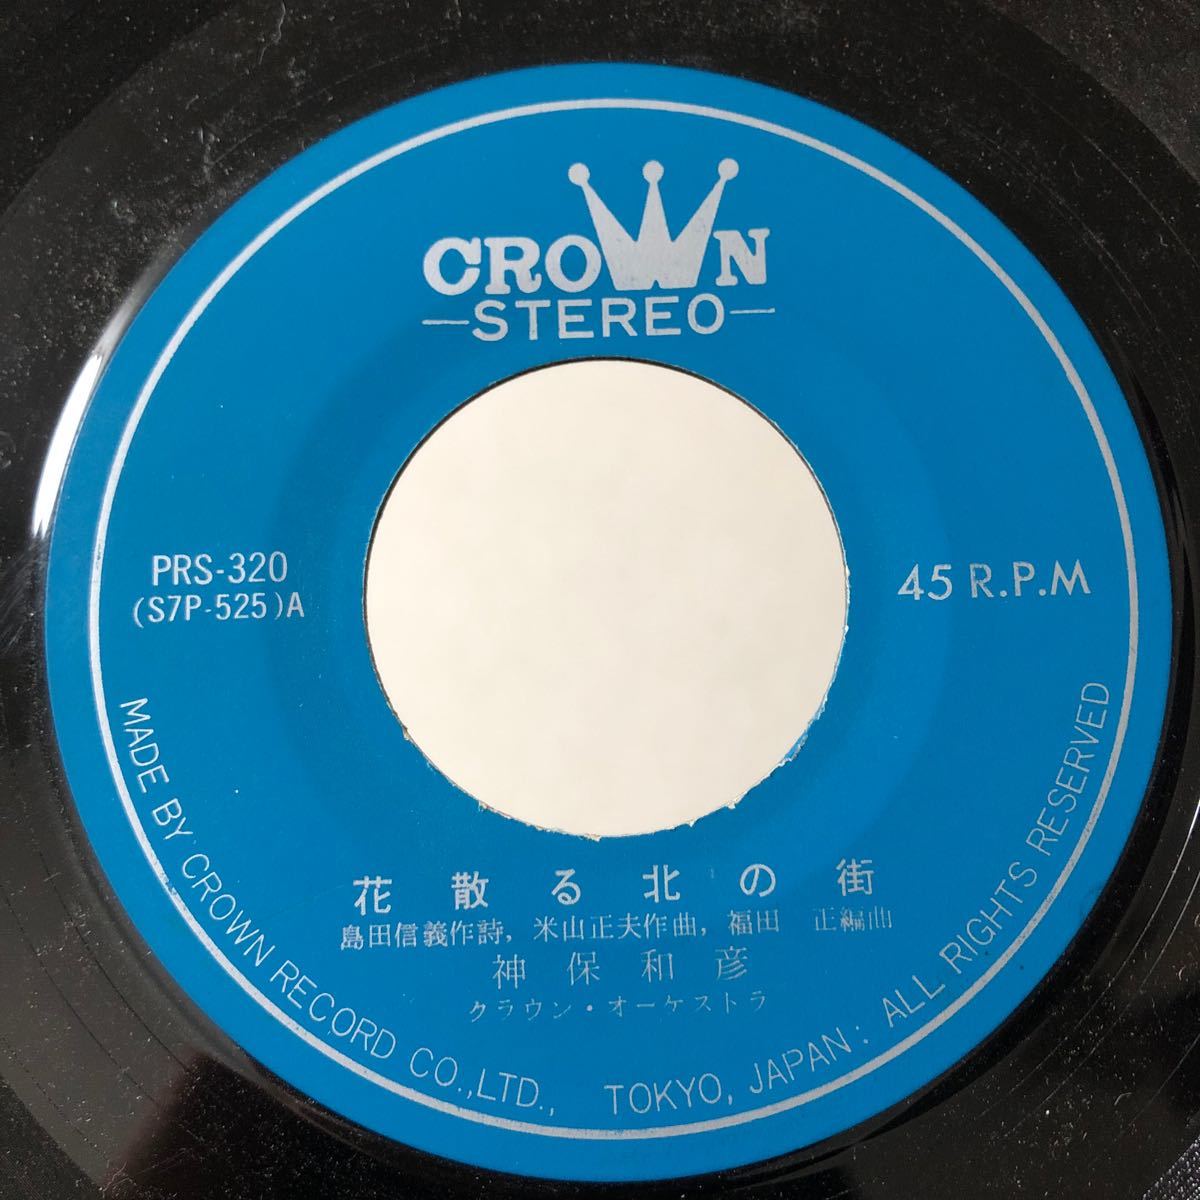 CROWN
—STEREO—
PRS-320
(S7P-525)A
45 R.P.M
花散る北の街
島田信義作詩, 米山正夫作曲, 福田 正編曲
神保和彦
クラウン・オーケストラ
MADE BY CROWN RECORD CO.,LTD., TOKYO, JAPAN: ALL RIGHTS RESERVED